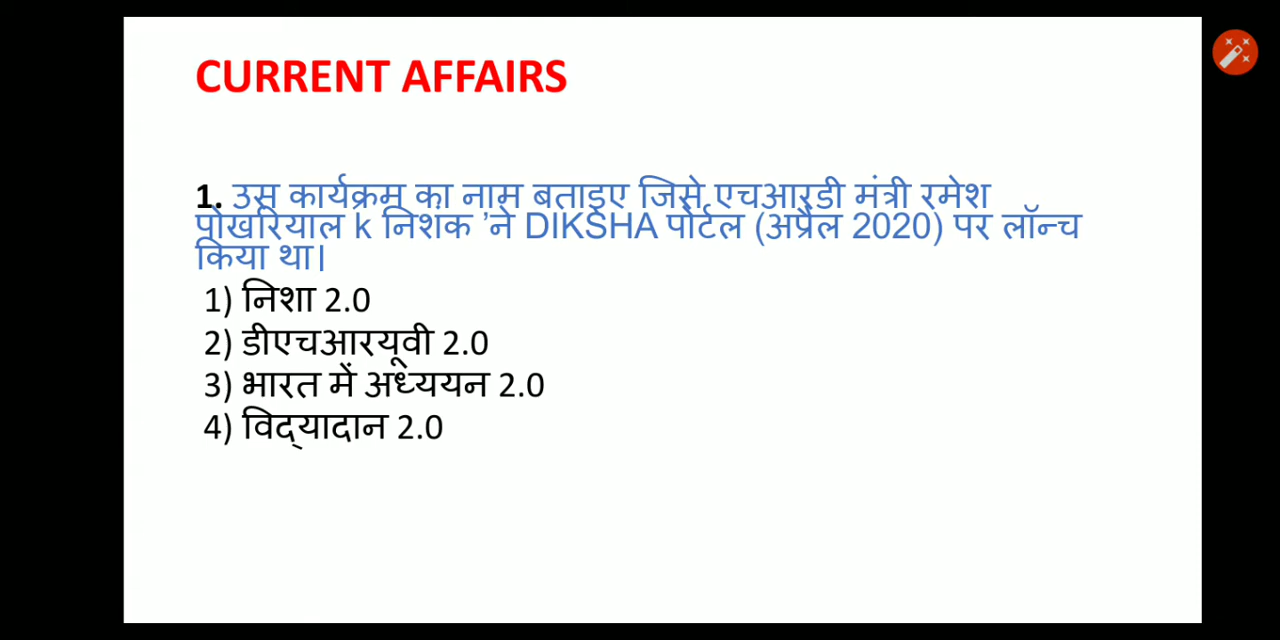 CURRENT AFFAIRS
1. उस कार्यक्रम का नाम बताइए जिसे एचआरडी मंत्री रमेश
पोखरियाल k निशंक ’ने DIKSHA पोर्टल (अप्रैल 2020) पर लॉन्च
किया था।
1) निशा 2.0
2) डीएचआरयूवी 2.0
3) भारत में अध्ययन 2.0
4) विद्यादान 2.0